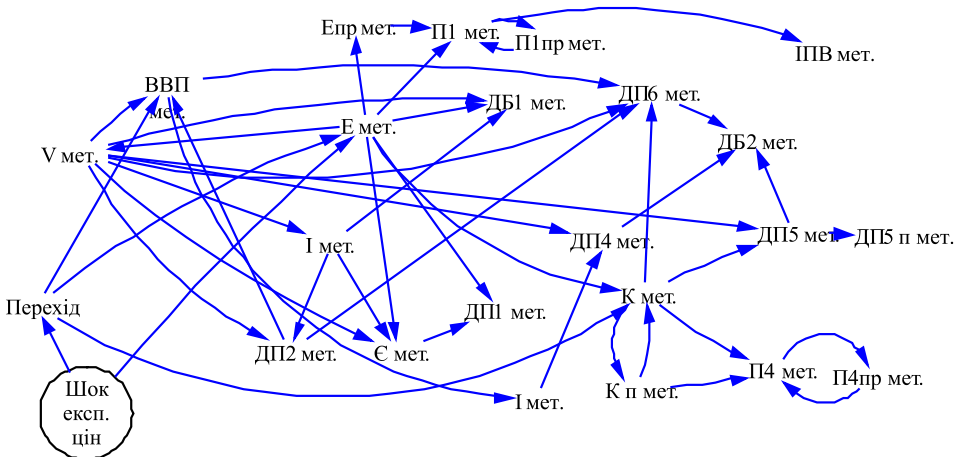 Епр мет.
П1 мет.
П1пр мет.
ІПВ мет.
ВВП
мет.
ДБ1 мет.
ДП6 мет.
Е мет.
ДБ2 мет.
V мет.
І мет.
ДП4 мет.
ДП5 мет.
ДП5 п мет.
Перехід
К мет.
ДП1 мет.
ДП2 мет.
Є мет.
П4 мет.
П4пр мет.
К п мет.
І мет.
Шок
експ.
цін